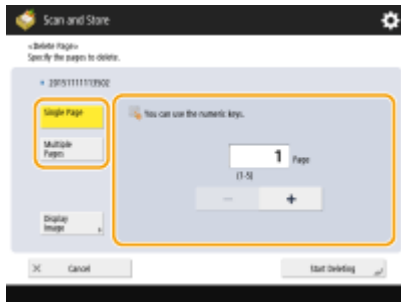 Scan and Store
<Delete Page>
Specify the pages to delete.
20151111113502
Single Page
You can use the numeric keys.
Multiple
Pages
1 Page
(1-5)
− +
Display
Image
× Cancel
Start Deleting